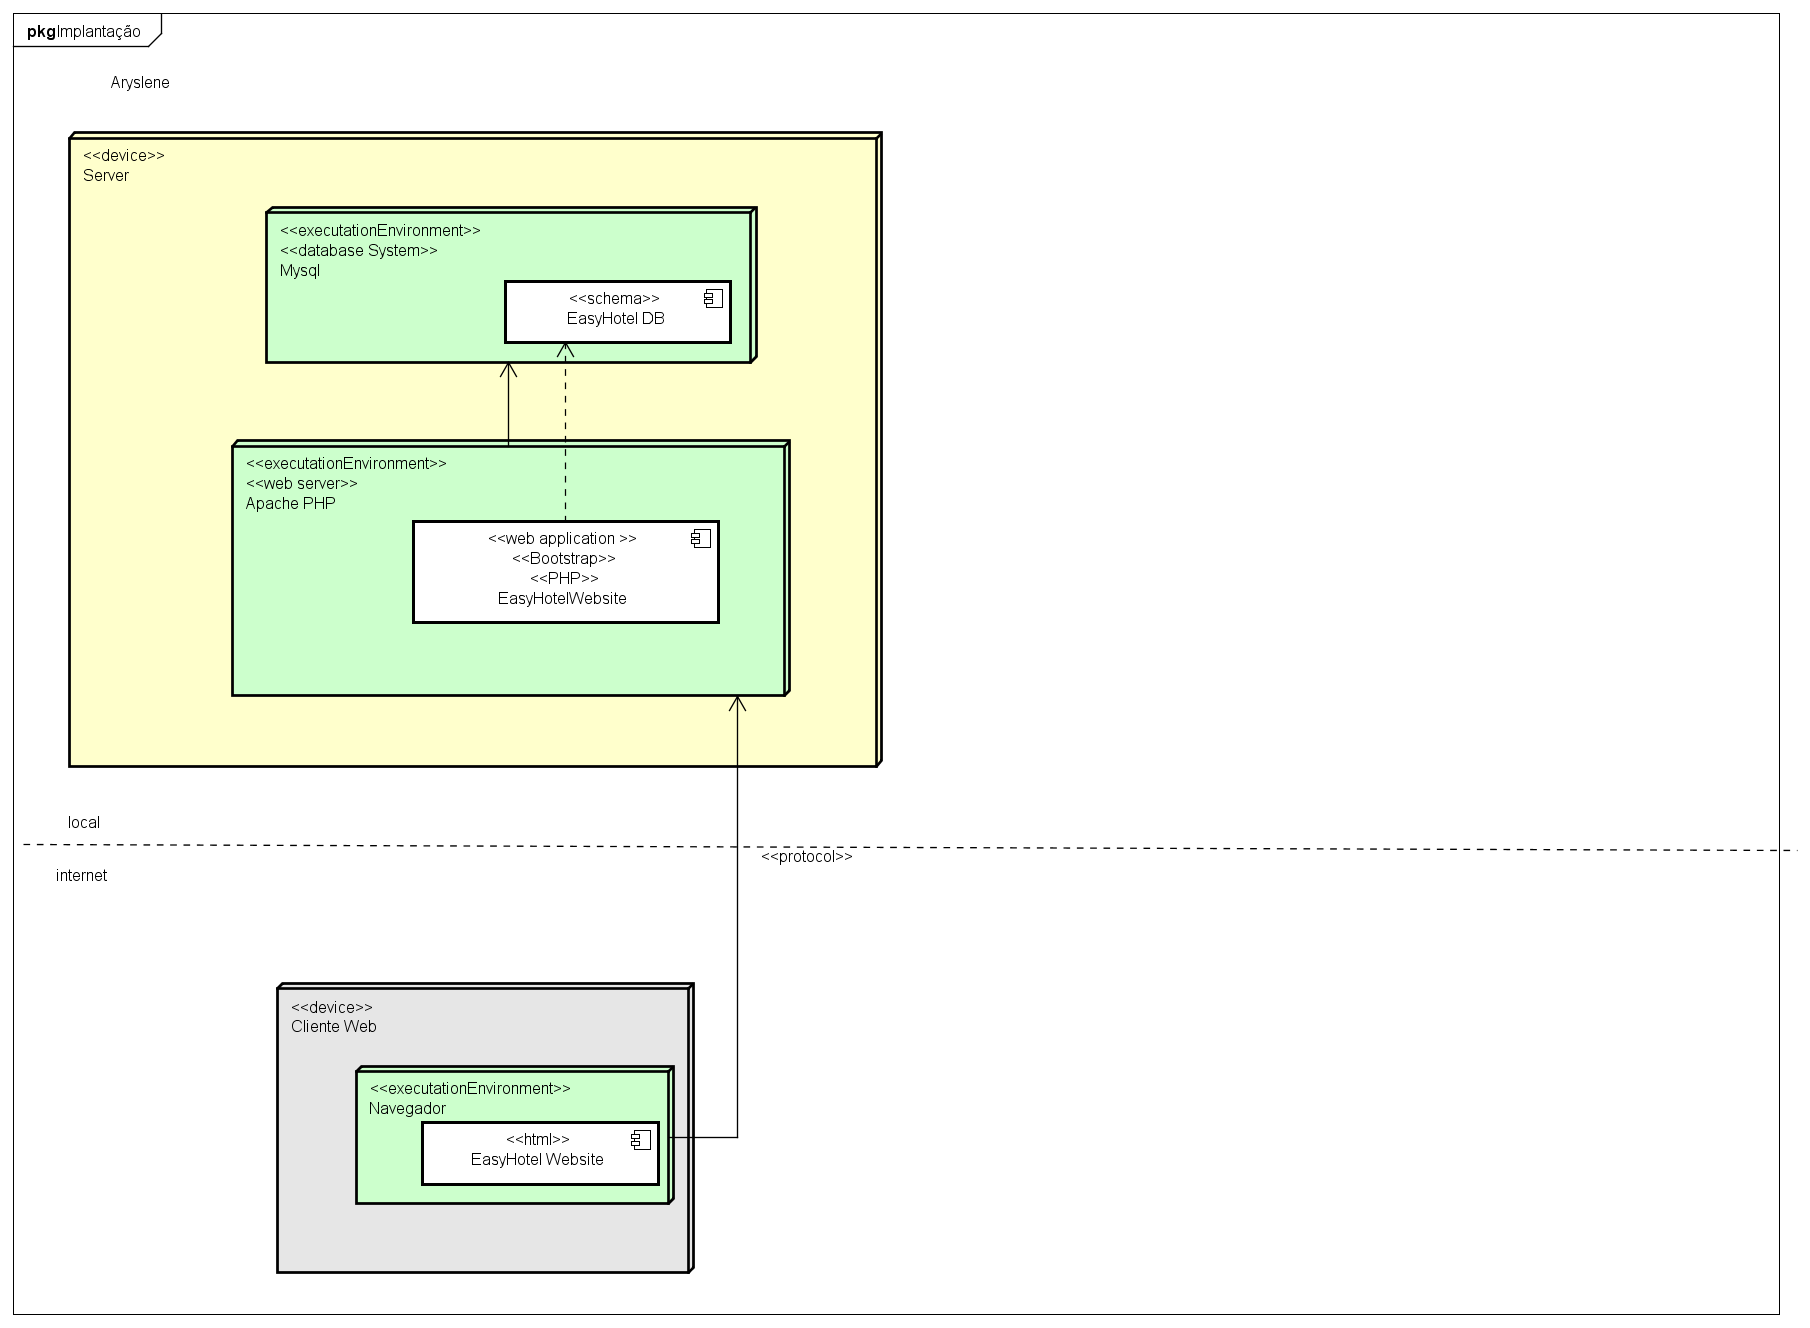 pkgImplantação
Aryslene
<<device>>
Server
<<executationEnvironment>>
<<database System>>
Mysql
<<schema>>
EasyHotel DB
<<executationEnvironment>>
<<web server>>
Apache PHP
<<web application >>
<<Bootstrap>>
<<PHP>>
EasyHotelWebsite
local
<<protocol>>
internet
<<device>>
Cliente Web
<<executationEnvironment>>
Navegador
<<html>>
EasyHotel Website